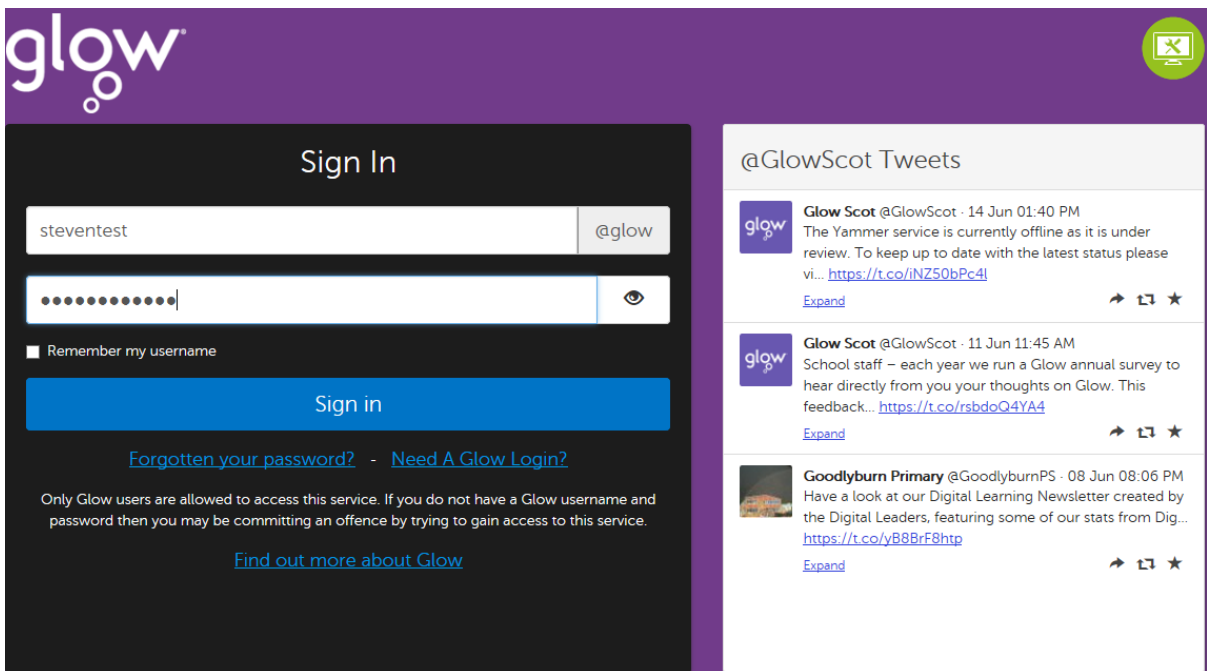 glow
Sign In
steventest @glow
••••••••••••
Remember my username
Sign in
Forgotten your password? - Need A Glow Login?
Only Glow users are allowed to access this service. If you do not have a Glow username and
password then you may be committing an offence by trying to gain access to this service.
Find out more about Glow
@GlowScot Tweets
glow
Glow Scot @GlowScot · 14 Jun 01:40 PM
The Yammer service is currently offline as it is under
review. To keep up to date with the latest status please
vi... https://t.co/iNZ50bPc4l
Expand
glow
Glow Scot @GlowScot · 11 Jun 11:45 AM
School staff – each year we run a Glow annual survey to
hear directly from you your thoughts on Glow. This
feedback... https://t.co/rsbdoQ4YA4
Expand
Goodlyburn Primary @GoodlyburnPS · 08 Jun 08:06 PM
Have a look at our Digital Learning Newsletter created by
the Digital Leaders, featuring some of our stats from Dig...
https://t.co/yB8BrF8htp
Expand